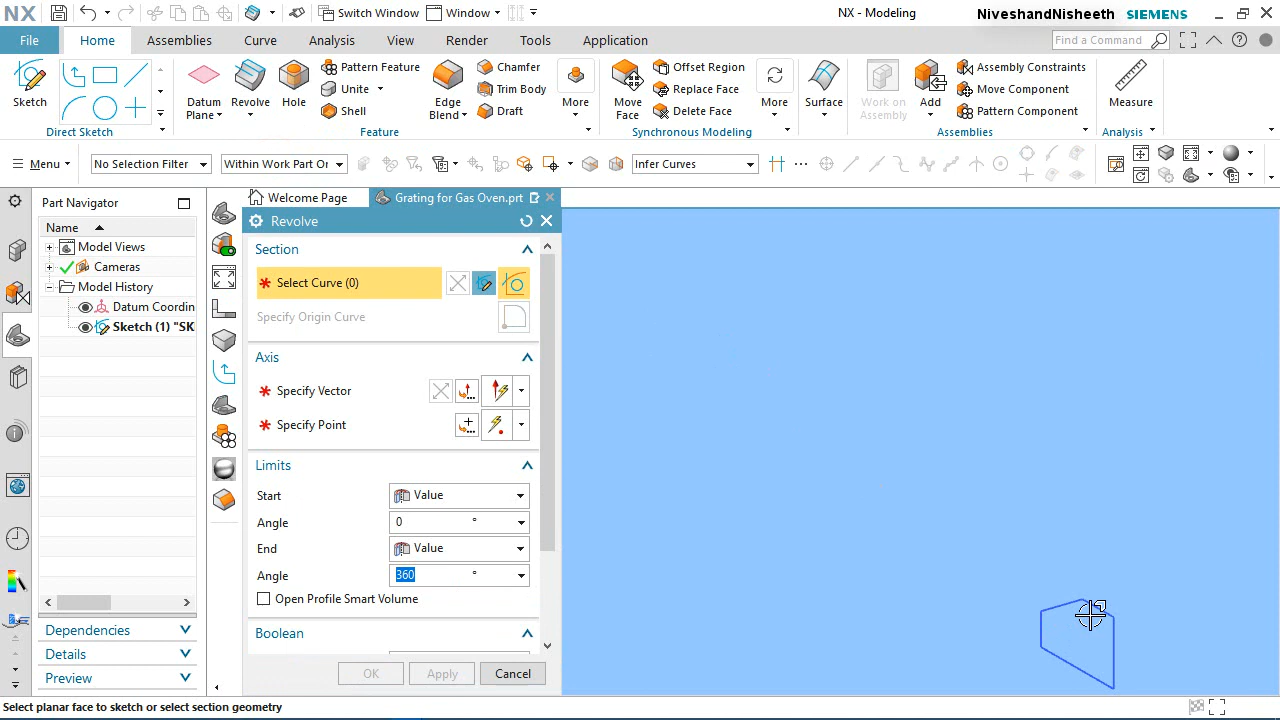 NX Switch Window Window NX - Modeling NiveshandNisheeth SIEMENS
File Home Assemblies Curve Analysis View Render Tools Application Find a Command
Sketch
Direct Sketch
Datum Plane
Revolve
Hole
Pattern Feature
Unite
Shell
Edge Blend
Chamfer
Trim Body
Draft
More
Feature
Move Face
Offset Region
Replace Face
Delete Face
More
Synchronous Modeling
Surface
Work on Assembly
Add
Assembly Constraints
Move Component
Pattern Component
Assemblies
Measure
Analysis
Menu No Selection Filter Within Work Part Or Infer Curves
Part Navigator
Name
Model Views
Cameras
Model History
Datum Coordin
Sketch (1) "SK
Dependencies
Details
Preview
Welcome Page Grating for Gas Oven.prt
Revolve
Section
* Select Curve (0)
Specify Origin Curve
Axis
* Specify Vector
* Specify Point
Limits
Start Value
Angle 0 °
End Value
Angle 360 °
Open Profile Smart Volume
Boolean
OK Apply Cancel
Select planar face to sketch or select section geometry